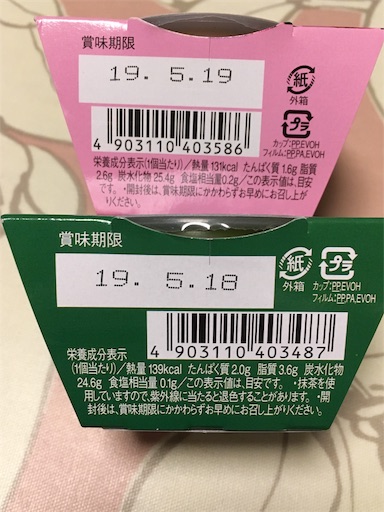 賞味期限
19. 5.19
紙
外箱
プラ
カップ:PP,EVOH
フィルム:PP,PA,EVOH
4 903110 403586
栄養成分表示(1個当たり)/熱量 131kcal たんぱく質 1.6g 脂質
2.6g 炭水化物 25.4g 食塩相当量0.2g/この表示値は、目安
です。 ・開封後は、賞味期限にかかわらずお早めにお召し上
がりください。
賞味期限
19. 5.18
紙
外箱
プラ
カップ:PP,EVOH
フィルム:PP,PA,EVOH
4 903110 403487
栄養成分表示
(1個当たり)/熱量 139kcal たんぱく質 2.0g 脂質 3.6g 炭水化物
24.6g 食塩相当量 0.1g/この表示値は、目安です。 ・抹茶を使
用していますので、紫外線に当たると退色することがあります。・開
封後は、賞味期限にかかわらずお早めにお召し上がりください。